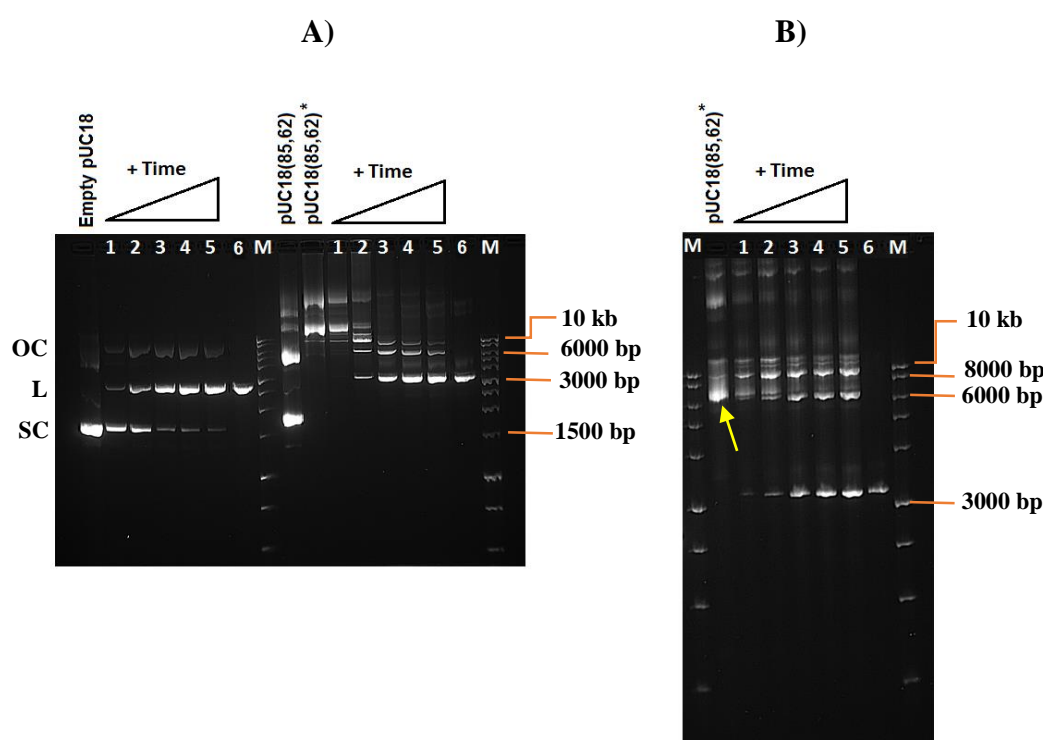 A)
Empty pUC18
+ Time
1 2 3 4 5 6 M
pUC18(85,62)
pUC18(85,62)*
+ Time
1 2 3 4 5 6 M
OC
L
SC
10 kb
6000 bp
3000 bp
1500 bp
B)
pUC18(85,62)*
+ Time
M 1 2 3 4 5 6 M
10 kb
8000 bp
6000 bp
3000 bp